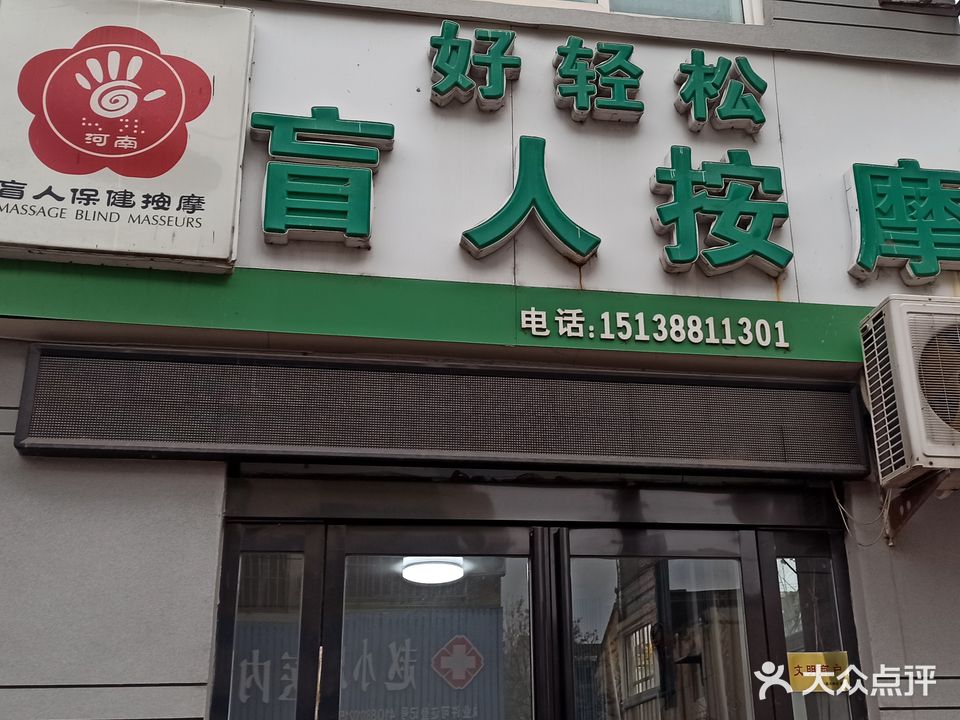 好轻松
盲人按摩
河南
盲人保健按摩
MASSAGE BLIND MASSEURS
电话:15138811301
大众点评